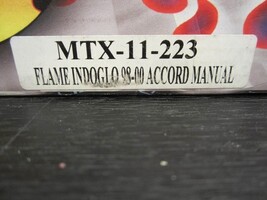 MTX-11-223
FLAME INDOGLO 98-00 ACCORD MANUAL